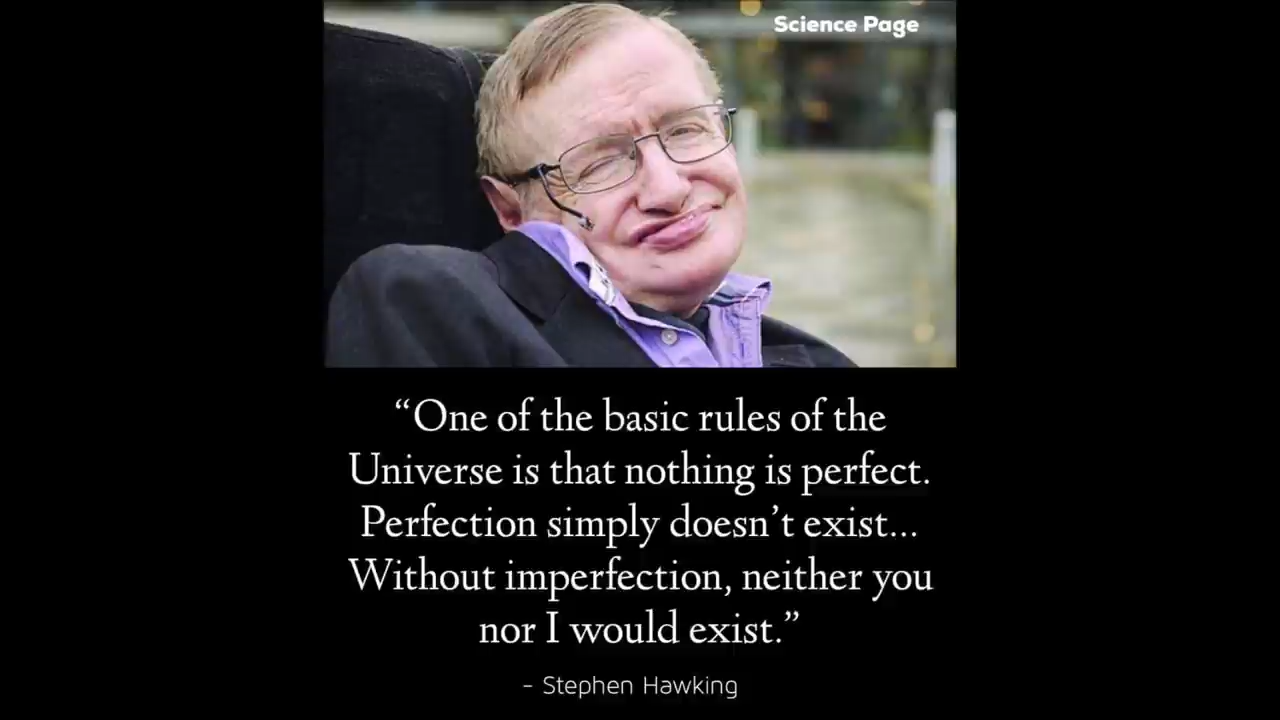 Science Page
“One of the basic rules of the
Universe is that nothing is perfect.
Perfection simply doesn’t exist...
Without imperfection, neither you
nor I would exist.”
- Stephen Hawking